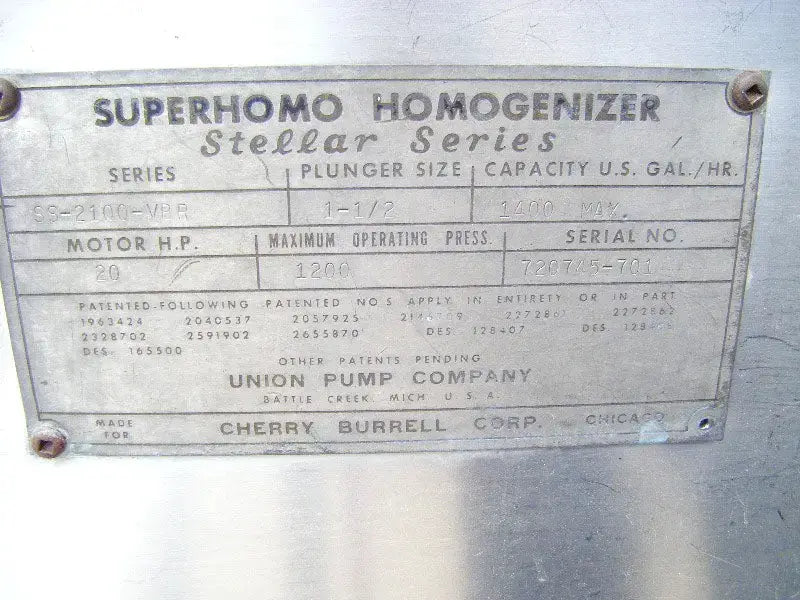 SUPERHOMO HOMOGENIZER
Stellar Series
SERIES PLUNGER SIZE CAPACITY U.S. GAL./HR.
1-1/2 1400 MAX.
MOTOR H.P. MAXIMUM OPERATING PRESS. SERIAL NO.
20 1200
PATENTED-FOLLOWING PATENTED NO'S APPLY IN ENTIRETY OR IN PART
1963424 2040537 2057925 2272862
2328702 2591902 2655870 DES. 128407 DES.
DES. 165500
OTHER PATENTS PENDING
UNION PUMP COMPANY
BATTLE CREEK, MICH. U.S.A.
MADE FOR CHERRY BURRELL CORP. CHICAGO